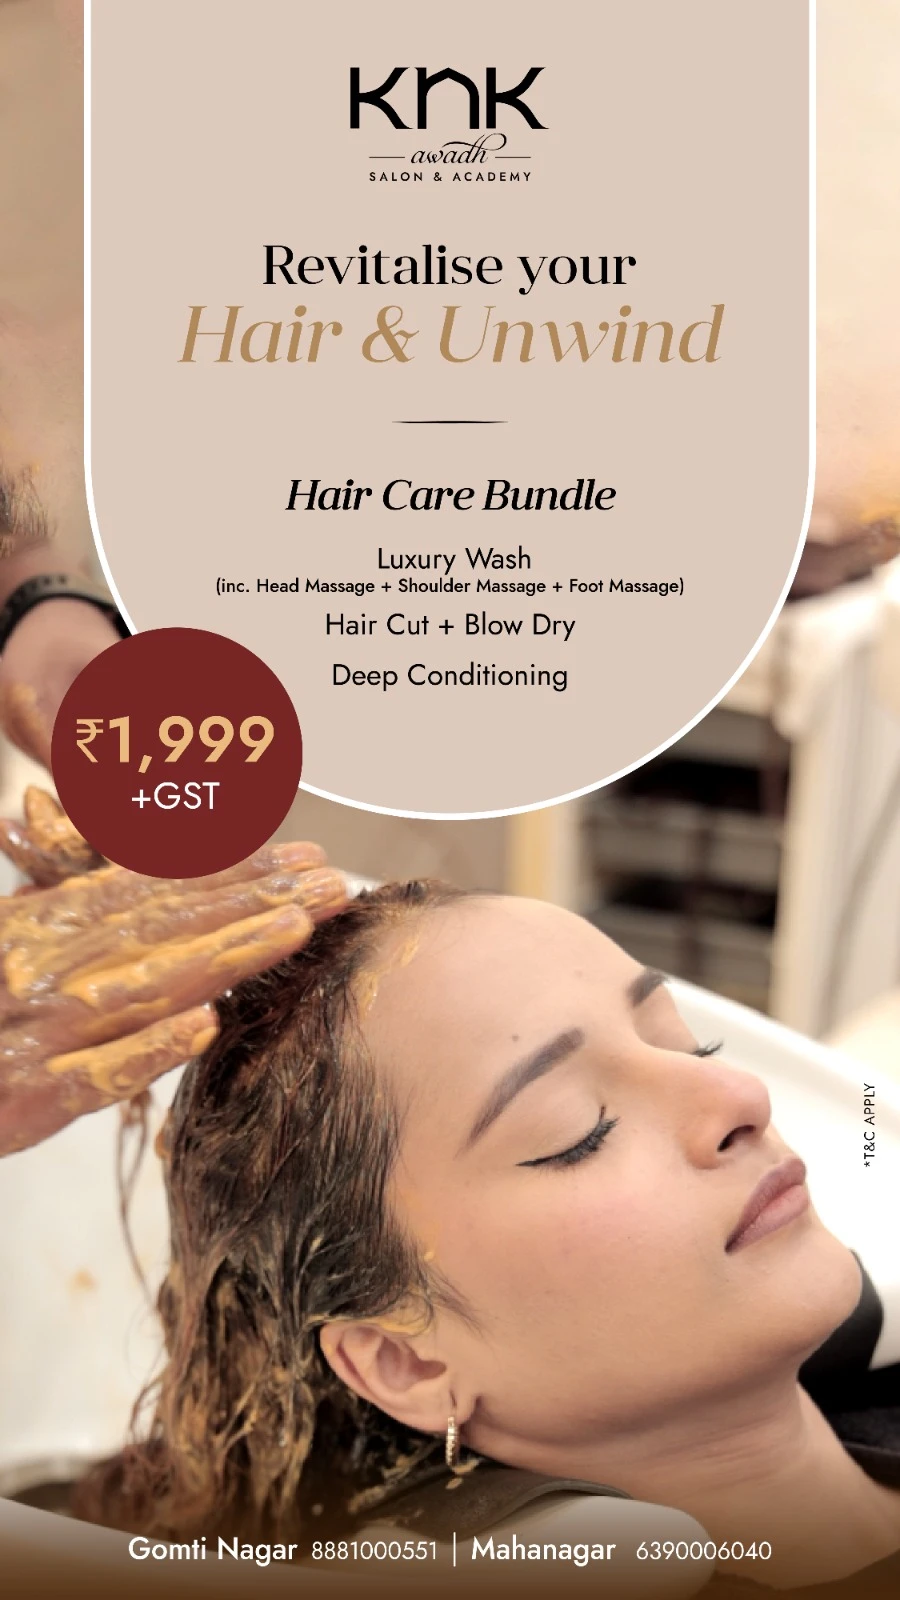 KNK
awadh
SALON & ACADEMY
Revitalise your
Hair & Unwind
Hair Care Bundle
Luxury Wash
(inc. Head Massage + Shoulder Massage + Foot Massage)
Hair Cut + Blow Dry
Deep Conditioning
₹1,999
+GST
*T&C APPLY
Gomti Nagar 8881000551 | Mahanagar 6390006040